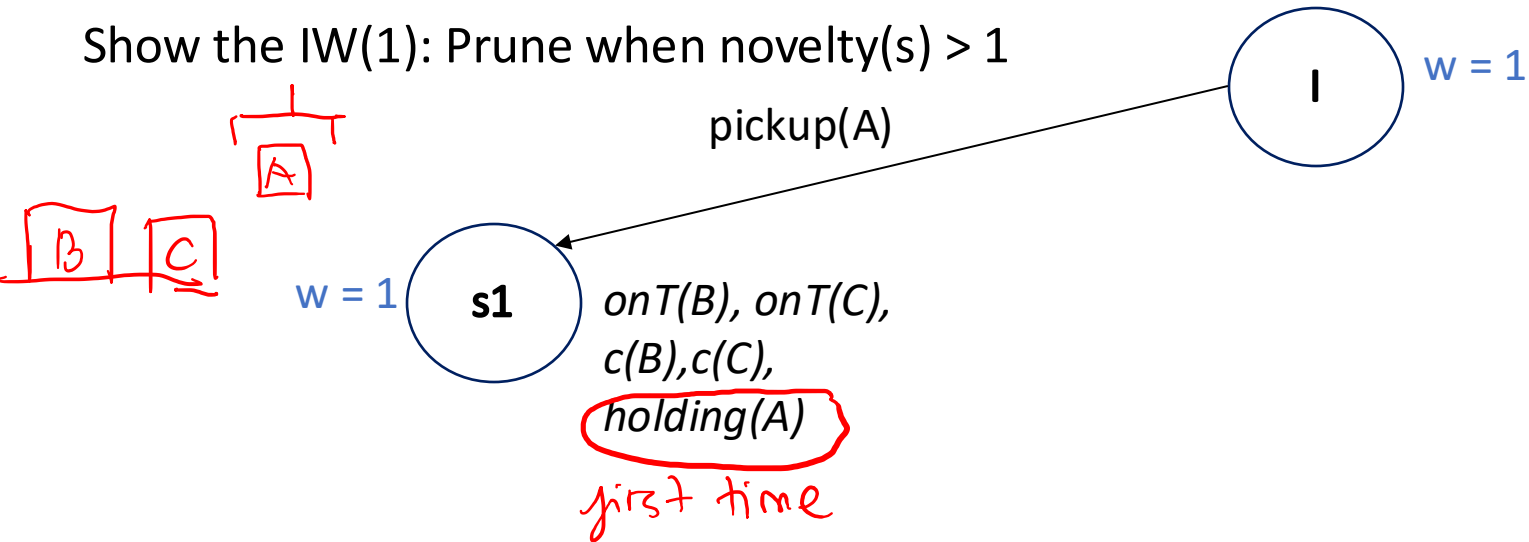 Show the IW(1): Prune when novelty(s) > 1
I
w = 1
pickup(A)
A
B
C
w = 1
s1
onT(B), onT(C),
c(B),c(C),
holding(A)
first time